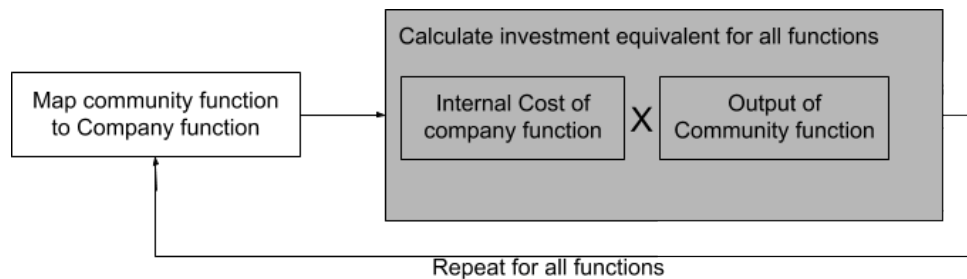 Calculate investment equivalent for all functions
Map community function
to Company function
Internal Cost of
company function
X
Output of
Community function
Repeat for all functions